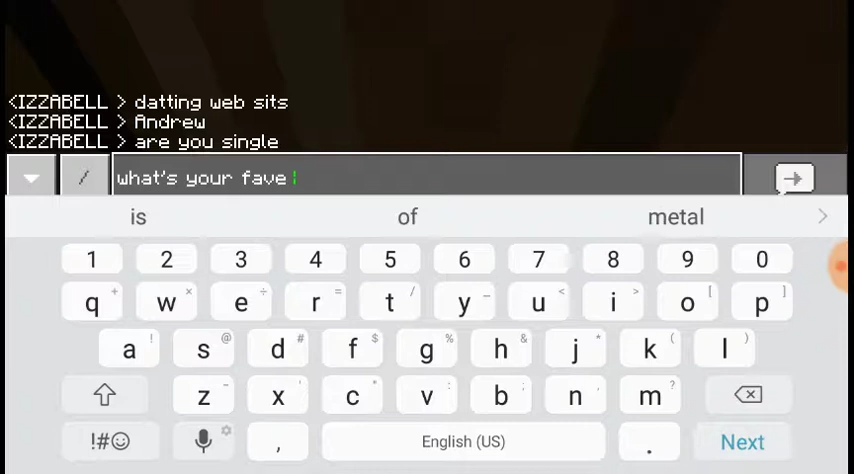 <IZZABELL > datting web sits
<IZZABELL > Andrew
<IZZABELL > are you single
/ what's your fave
is of metal
1 2 3 4 5 6 7 8 9 0
q + w × e ÷ r = t / y _ u < i > o [ p ]
a ! s @ d # f $ g % h & j * k ( l )
z - x ' c " v : b ; n , m ?
!#☺ , English (US) . Next